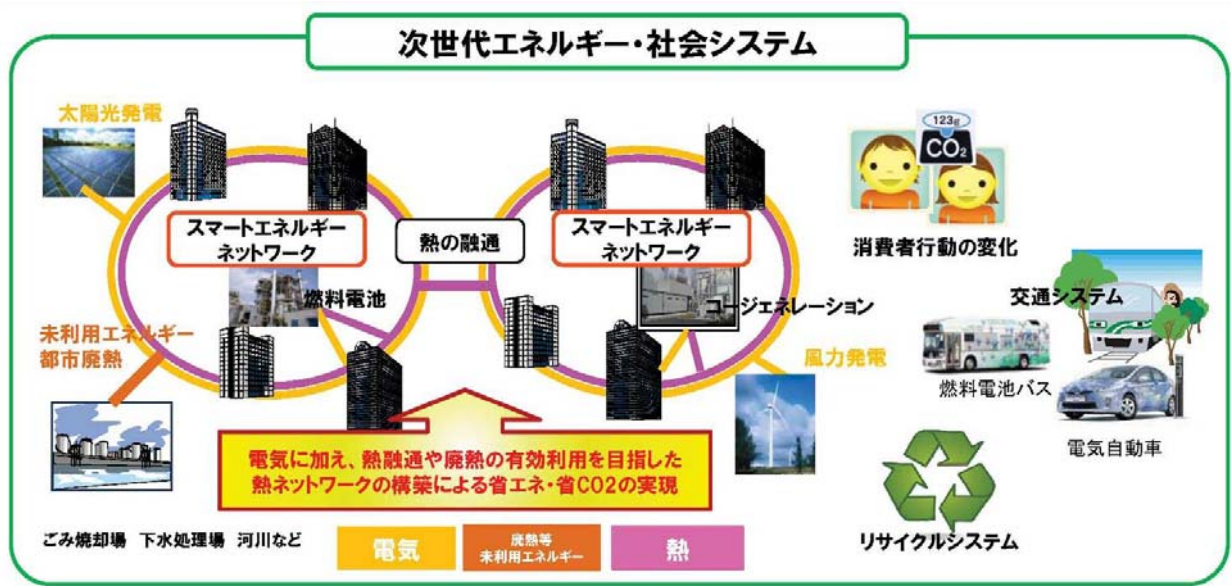 次世代エネルギー・社会システム
太陽光発電
スマートエネルギー
ネットワーク
熱の融通
スマートエネルギー
ネットワーク
123g
CO2
消費者行動の変化
燃料電池
コージェネレーション
交通システム
未利用エネルギー
都市廃熱
風力発電
燃料電池バス
電気自動車
電気に加え、熱融通や廃熱の有効利用を目指した
熱ネットワークの構築による省エネ・省CO2の実現
ごみ焼却場 下水処理場 河川など
電気
廃熱等
未利用エネルギー
熱
リサイクルシステム